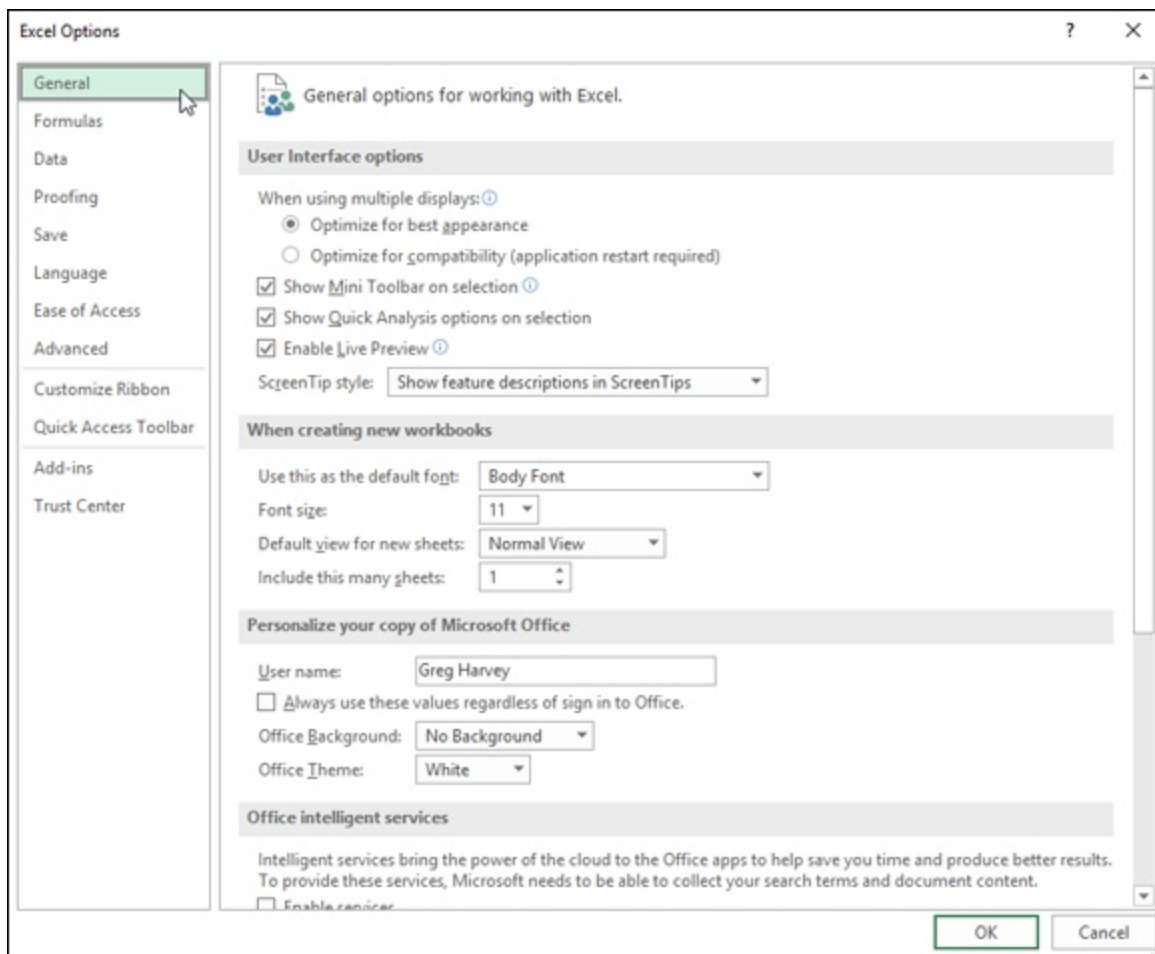 Excel Options
?
General
Formulas
Data
Proofing
Save
Language
Ease of Access
Advanced
Customize Ribbon
Quick Access Toolbar
Add-ins
Trust Center
General options for working with Excel.
User Interface options
When using multiple displays:
Optimize for best appearance
Optimize for compatibility (application restart required)
Show Mini Toolbar on selection
Show Quick Analysis options on selection
Enable Live Preview
ScreenTip style: Show feature descriptions in ScreenTips
When creating new workbooks
Use this as the default font: Body Font
Font size: 11
Default view for new sheets: Normal View
Include this many sheets: 1
Personalize your copy of Microsoft Office
User name: Greg Harvey
Always use these values regardless of sign in to Office.
Office Background: No Background
Office Theme: White
Office intelligent services
Intelligent services bring the power of the cloud to the Office apps to help save you time and produce better results.
To provide these services, Microsoft needs to be able to collect your search terms and document content.
Enable services
OK Cancel